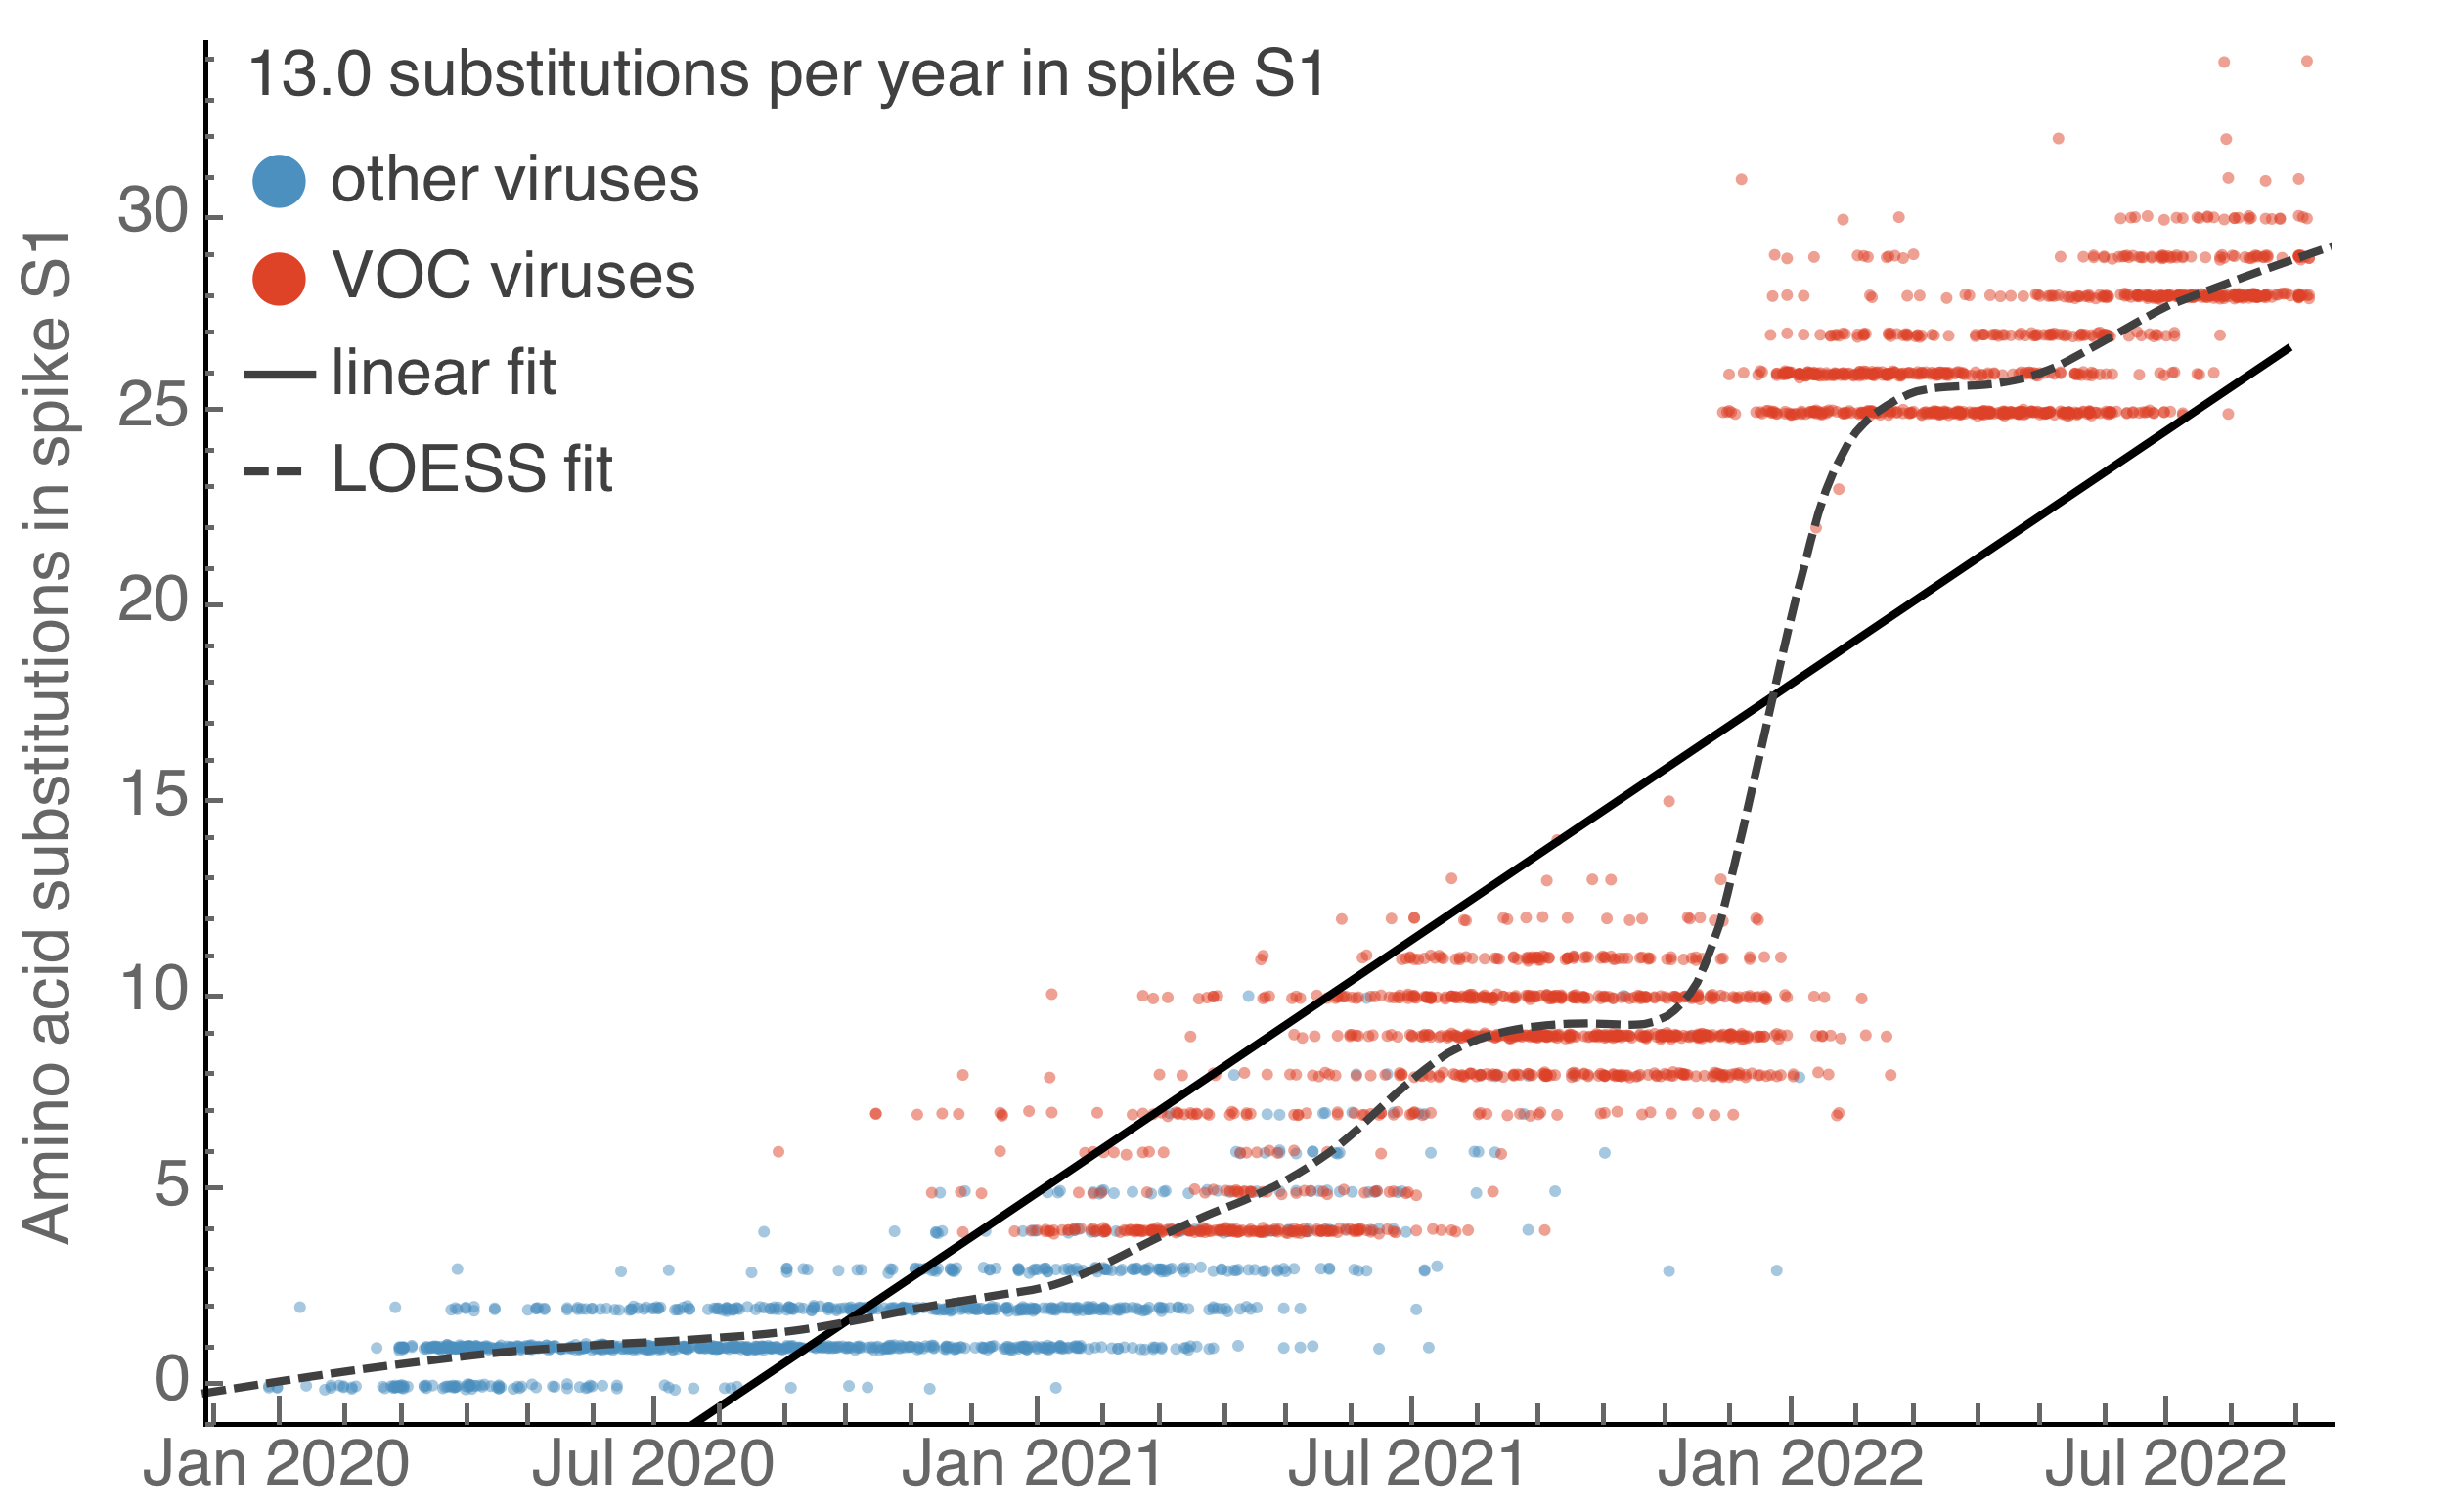 13.0 substitutions per year in spike S1
other viruses
VOC viruses
linear fit
LOESS fit
Amino acid substitutions in spike S1
30
25
20
15
10
5
0
Jan 2020 Jul 2020 Jan 2021 Jul 2021 Jan 2022 Jul 2022